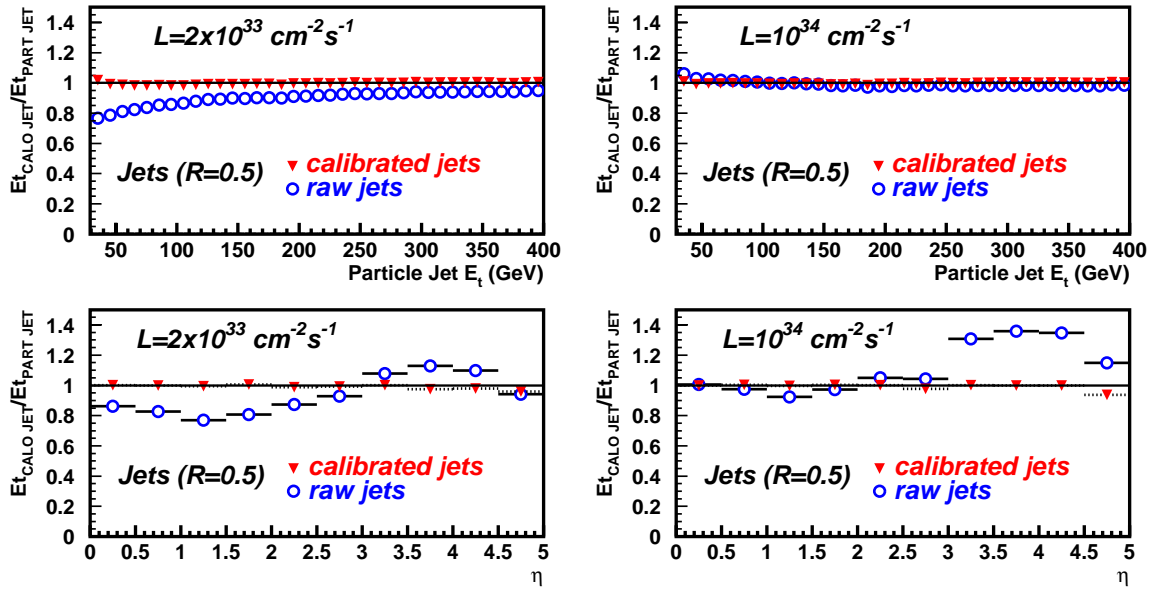 Et_CALO JET/Et_PART JET
1.4
1.2
1
0.8
0.6
0.4
0.2
0
L=2x10^33 cm^-2s^-1
Jets (R=0.5)
calibrated jets
raw jets
50 100 150 200 250 300 350 400
Particle Jet E_t (GeV)
Et_CALO JET/Et_PART JET
1.4
1.2
1
0.8
0.6
0.4
0.2
0
L=10^34 cm^-2s^-1
Jets (R=0.5)
calibrated jets
raw jets
50 100 150 200 250 300 350 400
Particle Jet E_t (GeV)
Et_CALO JET/Et_PART JET
1.4
1.2
1
0.8
0.6
0.4
0.2
0
L=2x10^33 cm^-2s^-1
Jets (R=0.5)
calibrated jets
raw jets
0 0.5 1 1.5 2 2.5 3 3.5 4 4.5 5
η
Et_CALO JET/Et_PART JET
1.4
1.2
1
0.8
0.6
0.4
0.2
0
L=10^34 cm^-2s^-1
Jets (R=0.5)
calibrated jets
raw jets
0 0.5 1 1.5 2 2.5 3 3.5 4 4.5 5
η